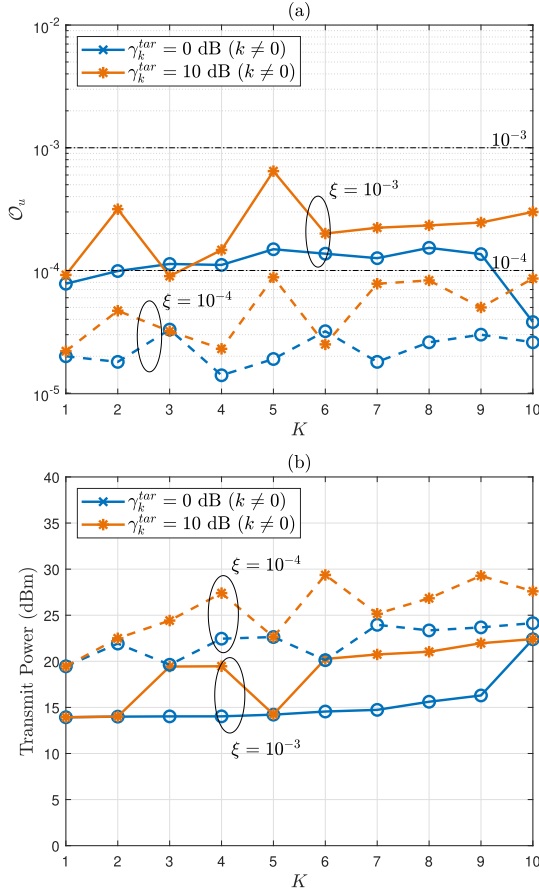 (a)
10^{-2}
γ_k^{tar} = 0 dB (k ≠ 0)
γ_k^{tar} = 10 dB (k ≠ 0)
10^{-3}
10^{-3}
ξ = 10^{-3}
𝒪_u
10^{-4}
10^{-4}
ξ = 10^{-4}
10^{-5}
1 2 3 4 5 6 7 8 9 10
K
(b)
40
γ_k^{tar} = 0 dB (k ≠ 0)
35
γ_k^{tar} = 10 dB (k ≠ 0)
30
ξ = 10^{-4}
25
20
Transmit Power (dBm)
15
ξ = 10^{-3}
10
5
0
1 2 3 4 5 6 7 8 9 10
K